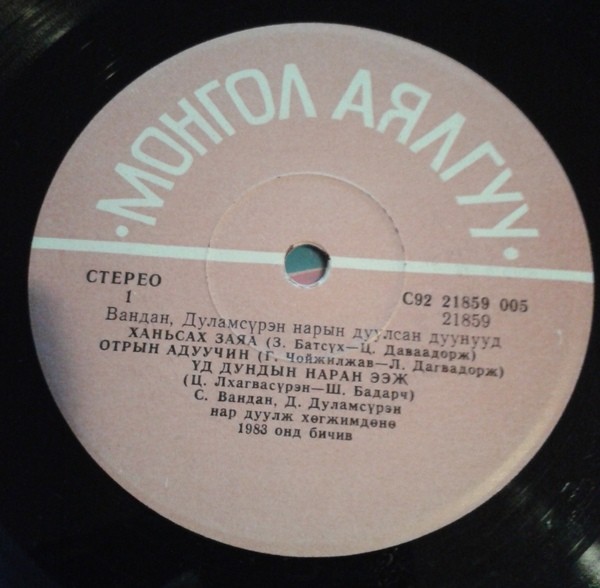 ·МОНГОЛ АЯЛГУУ·
СТЕРЕО
1
С92 21859 005
21859
Вандан, Дуламсүрэн нарын дуулсан дуунууд
ХАНЬСАХ ЗАЯА (З. Батсүх—Ц. Даваадорж)
ОТРЫН АДУУЧИН (Г. Чойжилжав—Л. Дагвадорж)
ҮД ДУНДЫН НАРАН ЭЭЖ
(Ц. Лхагвасүрэн—Ш. Бадарч)
С. Вандан, Д. Дуламсүрэн
нар дуулж хөгжимдөнө
1983 онд бичив